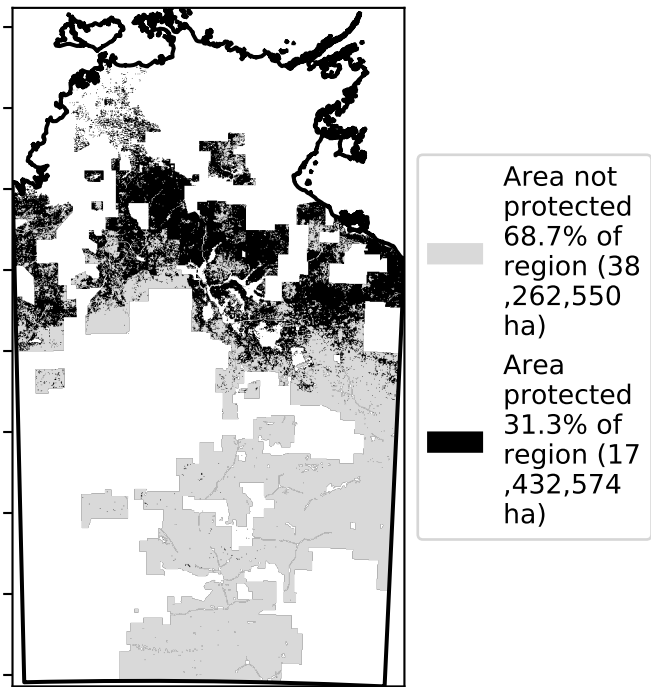 Area not
protected
68.7% of
region (38
,262,550
ha)
Area
protected
31.3% of
region (17
,432,574
ha)